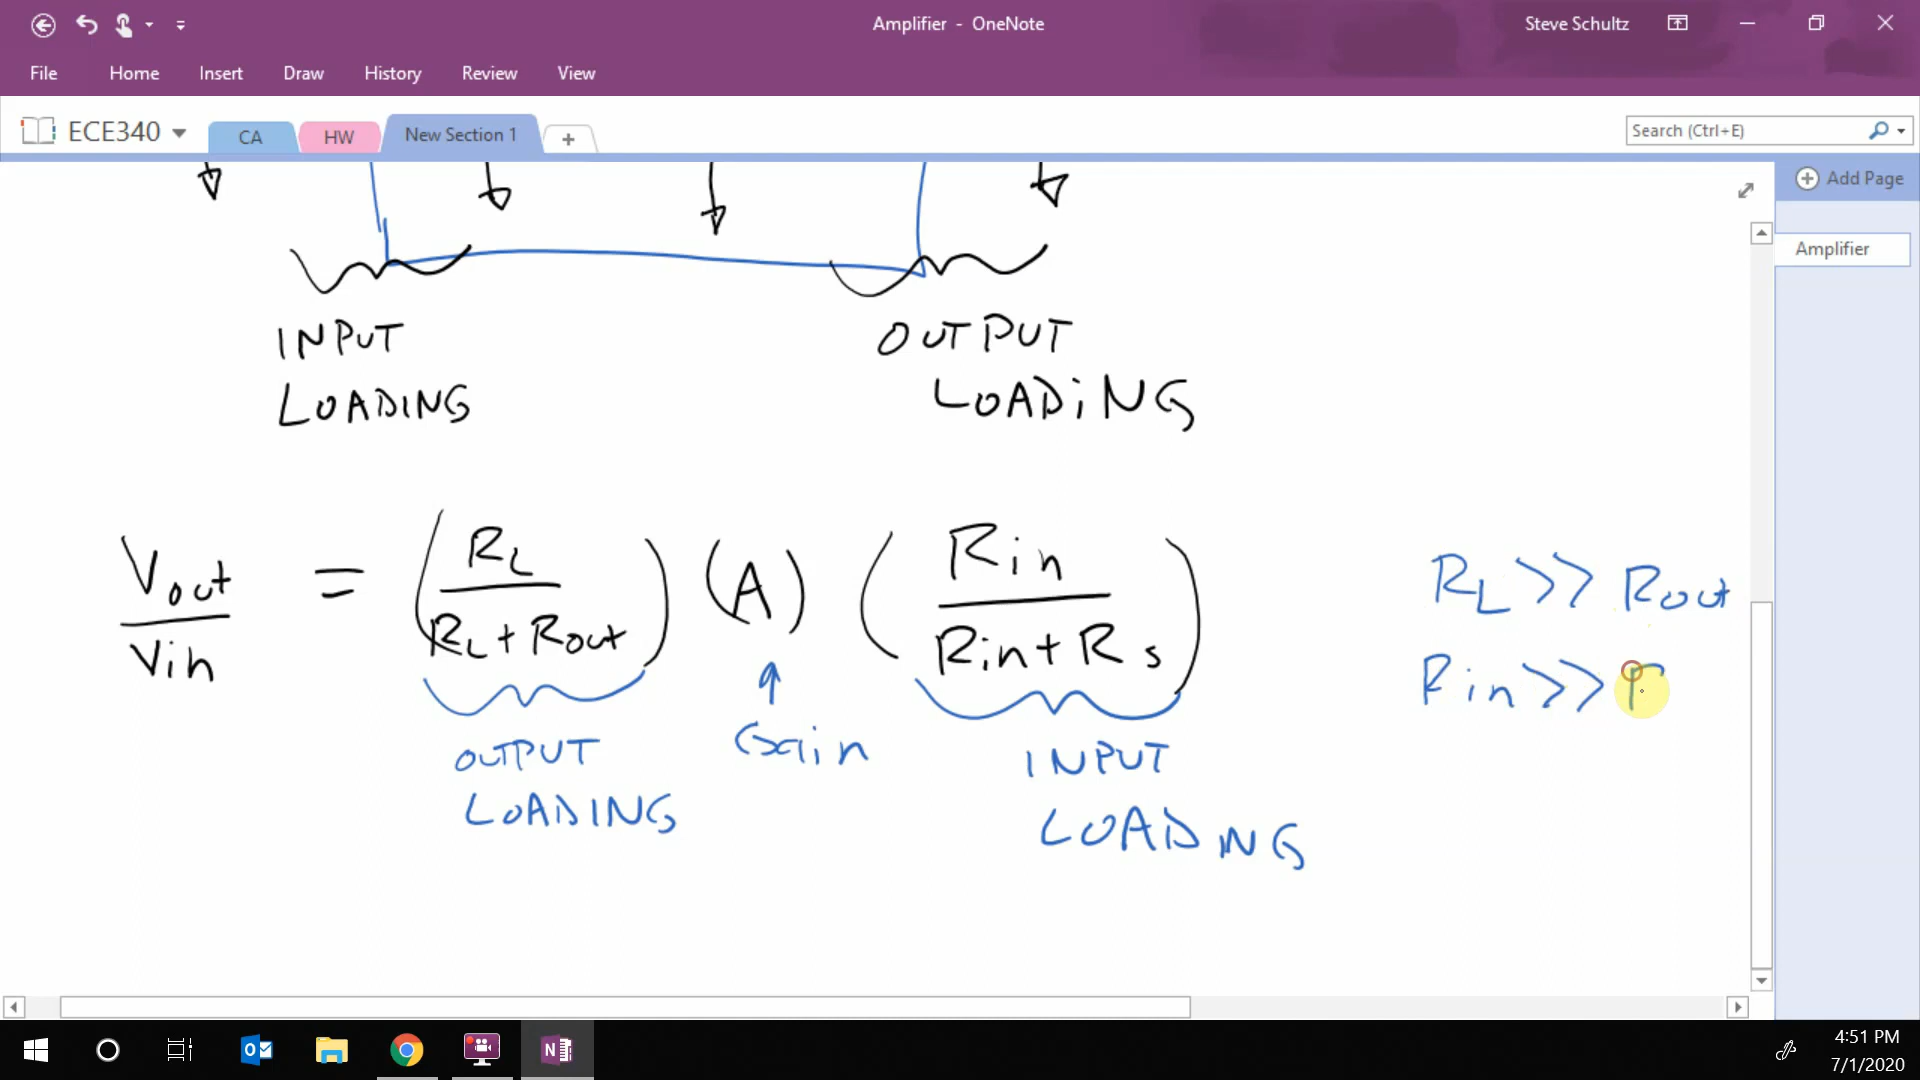 Amplifier - OneNote
Steve Schultz
File Home Insert Draw History Review View
ECE340 CA HW New Section 1
Search (Ctrl+E)
Add Page
Amplifier
INPUT
LOADING
OUTPUT
LOADiNG
Vout/Vin = (RL/(RL+Rout)) (A) (Rin/(Rin+Rs))
RL >> Rout
Rin >>
OUTPUT
LOADING
Gain
INPUT
LOADNG
4:51 PM
7/1/2020